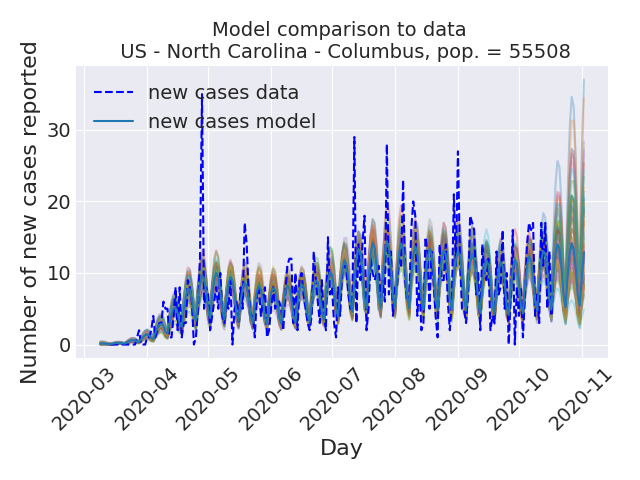 Model comparison to data
US - North Carolina - Columbus, pop. = 55508
Number of new cases reported
30
20
10
0
new cases data
new cases model
2020-03
2020-04
2020-05
2020-06
2020-07
2020-08
2020-09
2020-10
2020-11
Day